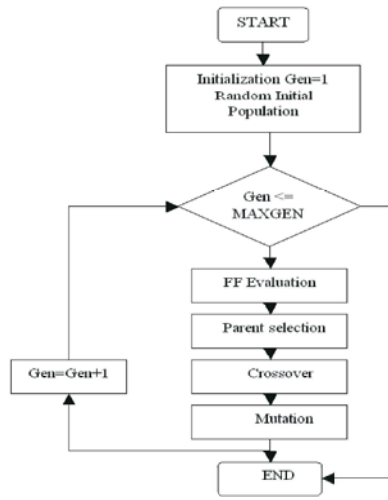 START
Initialization Gen=1
Random Initial
Population
Gen <=
MAXGEN
FF Evaluation
Parent selection
Crossover
Gen=Gen+1
Mutation
END